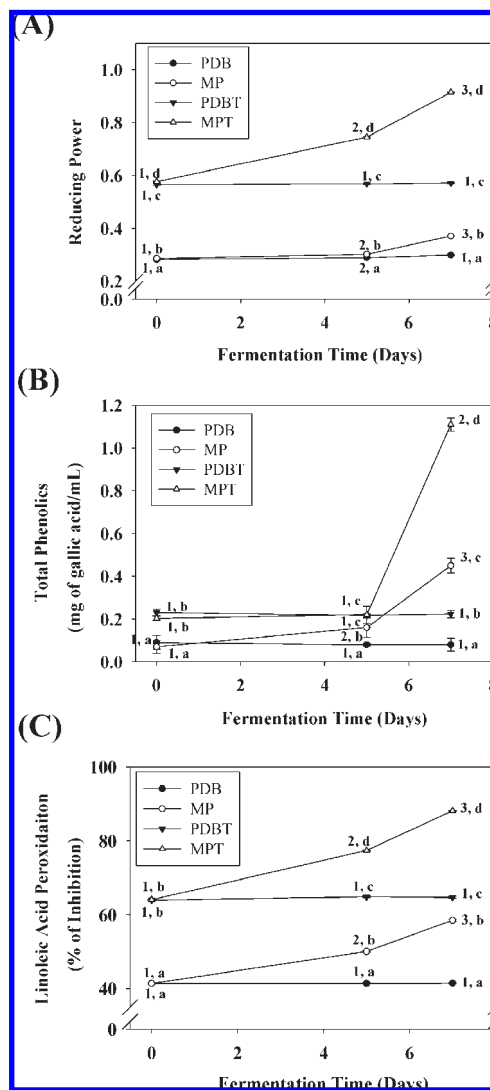 (A)
Reducing Power
1.0
0.8
0.6
0.4
0.2
0.0
PDB
MP
PDBT
MPT
3, d
2, d
1, d
1, c
1, c
1, c
1, b
2, b
3, b
1, a
2, a
1, a
0
2
4
6
8
Fermentation Time (Days)
(B)
Total Phenolics
(mg of gallic acid/mL)
1.2
1.0
0.8
0.6
0.4
0.2
0.0
PDB
MP
PDBT
MPT
2, d
3, c
1, b
1, c
1, b
1, b
1, c
1, a
2, b
1, a
1, a
1, a
0
2
4
6
8
Fermentation Time (Days)
(C)
Linoleic Acid Peroxidaiton
(% of Inhibition)
100
80
60
40
0
PDB
MP
PDBT
MPT
3, d
2, d
1, b
1, c
1, c
1, b
3, b
2, b
1, a
1, a
1, a
1, a
0
2
4
6
8
Fermentation Time (Days)